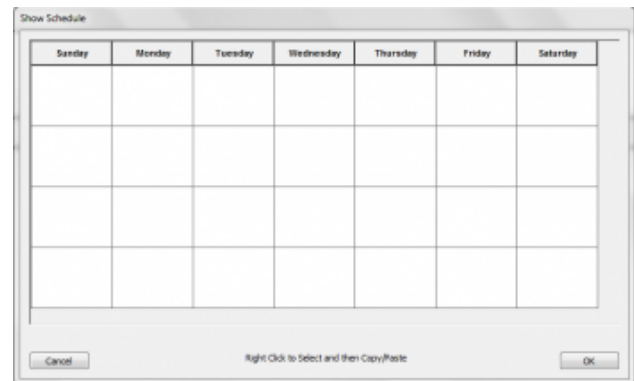 Show Schedule
Sunday Monday Tuesday Wednesday Thursday Friday Saturday
Cancel Right Click to Select and then Copy/Paste OK